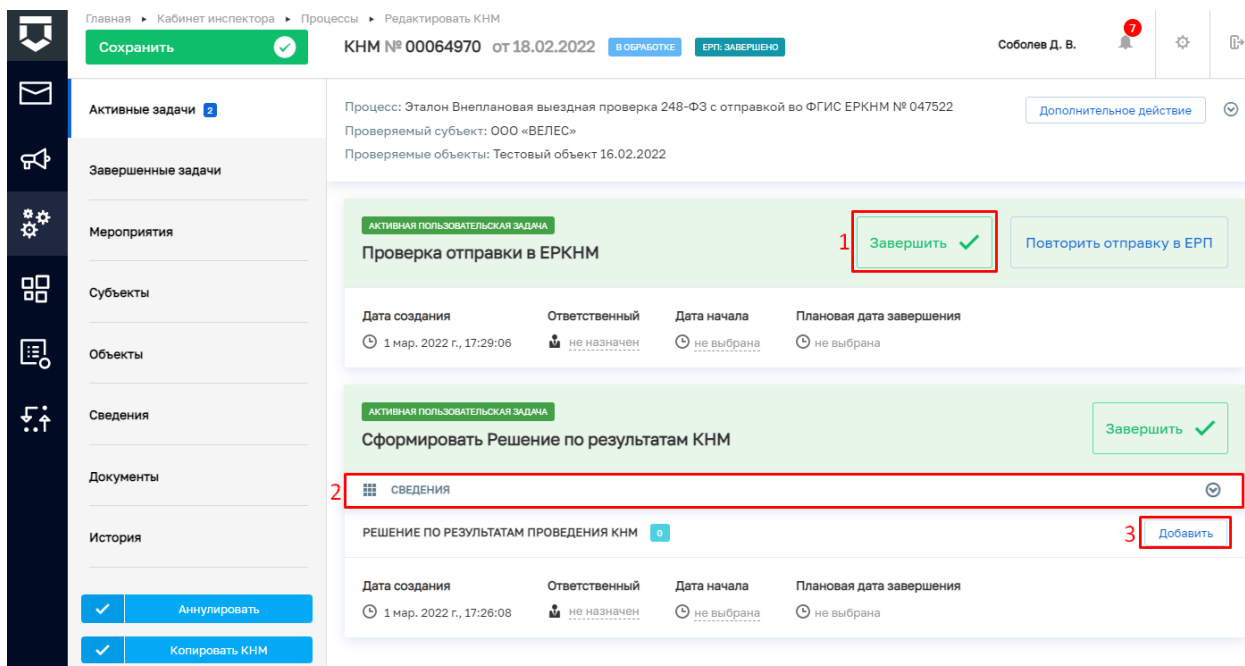 Главная ▸ Кабинет инспектора ▸ Процессы ▸ Редактировать КНМ
Сохранить
КНМ № 00064970 от 18.02.2022 В ОБРАБОТКЕ ЕРП: ЗАВЕРШЕНО
Соболев Д. В.
7
Активные задачи 2
Завершенные задачи
Мероприятия
Субъекты
Объекты
Сведения
Документы
История
Аннулировать
Копировать КНМ
Процесс: Эталон Внеплановая выездная проверка 248-ФЗ с отправкой во ФГИС ЕРКНМ № 047522
Дополнительное действие
Проверяемый субъект: ООО «ВЕЛЕС»
Проверяемые объекты: Тестовый объект 16.02.2022
АКТИВНАЯ ПОЛЬЗОВАТЕЛЬСКАЯ ЗАДАЧА
Проверка отправки в ЕРКНМ
1 Завершить
Повторить отправку в ЕРП
Дата создания Ответственный Дата начала Плановая дата завершения
1 мар. 2022 г., 17:29:06 не назначен не выбрана не выбрана
АКТИВНАЯ ПОЛЬЗОВАТЕЛЬСКАЯ ЗАДАЧА
Сформировать Решение по результатам КНМ
Завершить
2 СВЕДЕНИЯ
РЕШЕНИЕ ПО РЕЗУЛЬТАТАМ ПРОВЕДЕНИЯ КНМ 0
3 Добавить
Дата создания Ответственный Дата начала Плановая дата завершения
1 мар. 2022 г., 17:26:08 не назначен не выбрана не выбрана